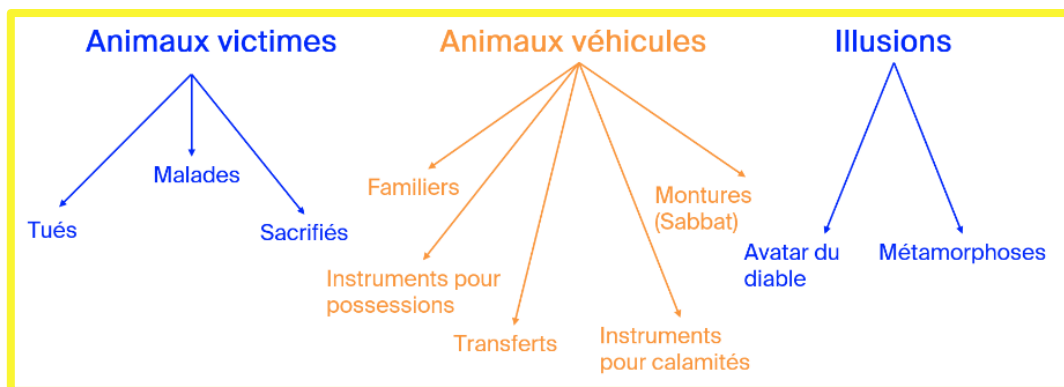 Animaux victimes
Animaux véhicules
Illusions
Tués
Malades
Sacrifiés
Familiers
Instruments pour
possessions
Transferts
Instruments
pour calamités
Montures
(Sabbat)
Avatar du
diable
Métamorphoses